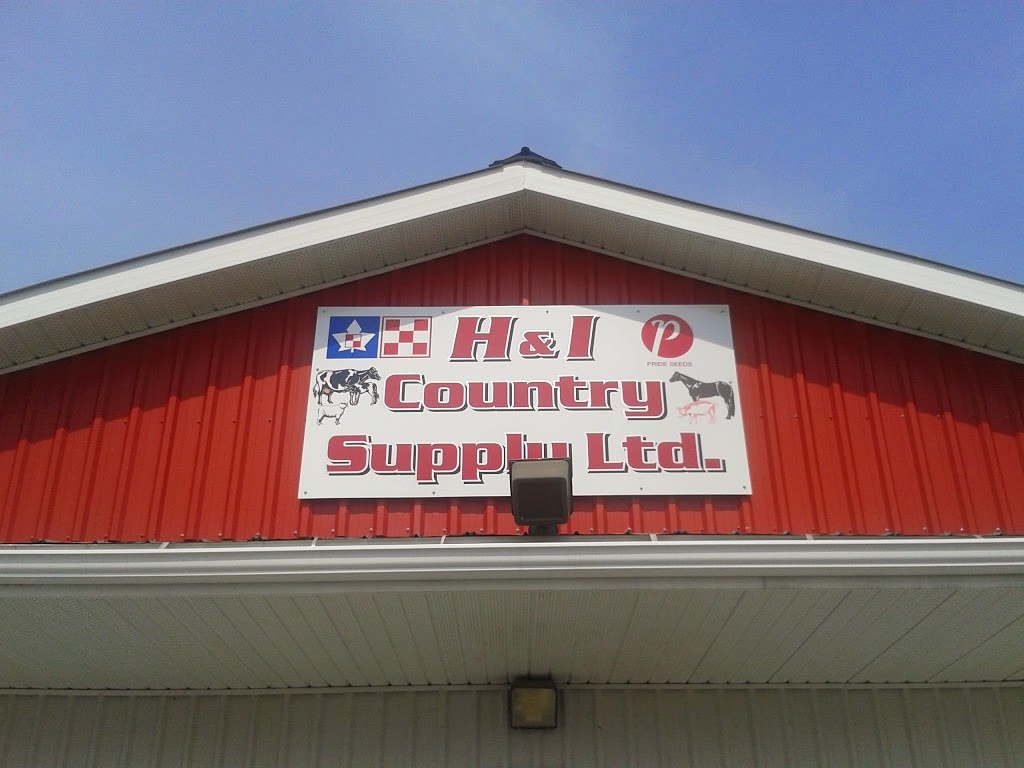 H & I
PRIDE SEEDS
Country
Supply Ltd.